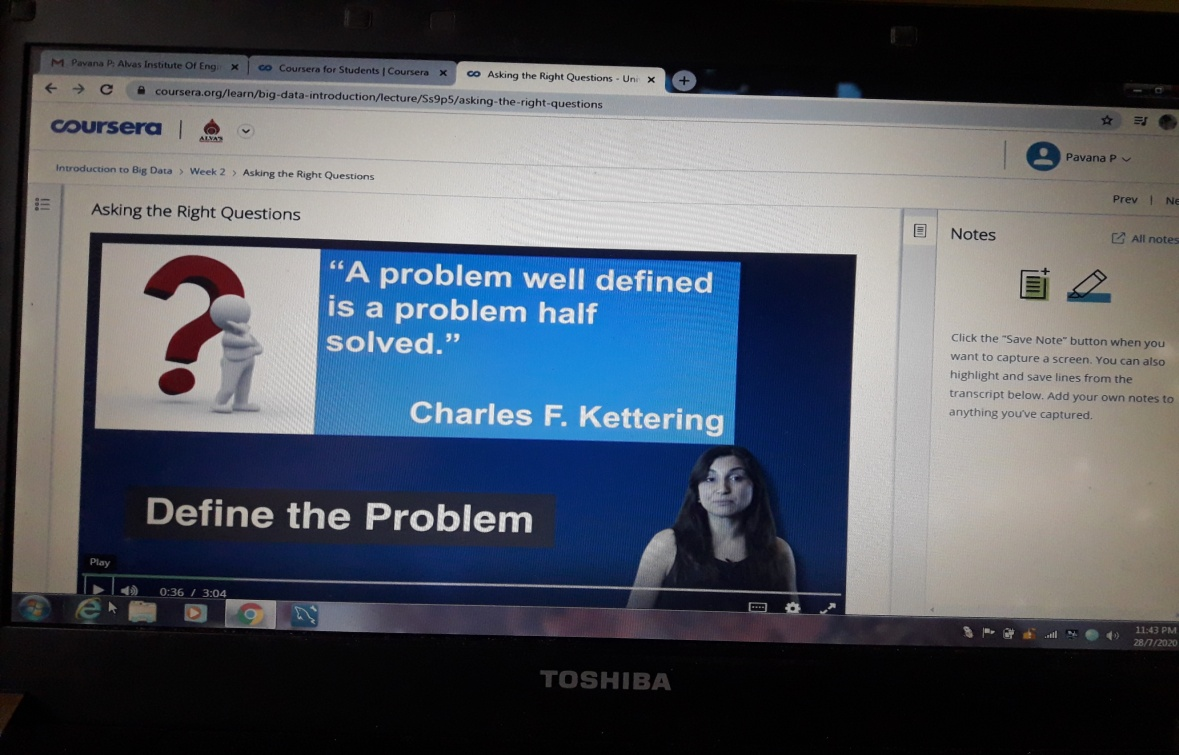 Pavana P: Alvas Institute Of Engi
Coursera for Students | Coursera
Asking the Right Questions - Uni
coursera.org/learn/big-data-introduction/lecture/Ss9p5/asking-the-right-questions
coursera
ALVA'S
Pavana P
Introduction to Big Data > Week 2 > Asking the Right Questions
Prev | Ne
Asking the Right Questions
Notes
All notes
“A problem well defined
is a problem half
solved.”
Charles F. Kettering
Click the "Save Note" button when you
want to capture a screen. You can also
highlight and save lines from the
transcript below. Add your own notes to
anything you've captured.
Define the Problem
Play
0:36 / 3:04
11:43 PM
28/7/2020
TOSHIBA